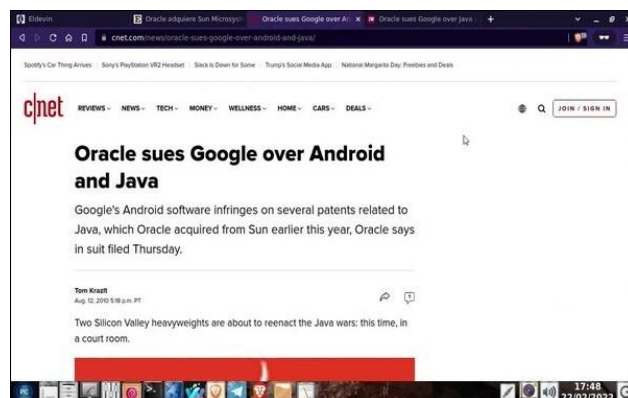 Eldevin
Oracle adquiere Sun Microsyst
Oracle sues Google over An
Oracle sues Google over Java
cnet.com/news/oracle-sues-google-over-android-and-java/
Spotify's Car Thing Arrives
Sony's PlayStation VR2 Headset
Slack Is Down for Some
Trump's Social Media App
National Margarita Day: Freebies and Deals
c|net
REVIEWS
NEWS
TECH
MONEY
WELLNESS
HOME
CARS
DEALS
JOIN / SIGN IN
Oracle sues Google over Android
and Java
Google's Android software infringes on several patents related to
Java, which Oracle acquired from Sun earlier this year, Oracle says
in suit filed Thursday.
Tom Krazit
Aug. 12, 2010 5:18 p.m. PT
1
Two Silicon Valley heavyweights are about to reenact the Java wars: this time, in
a court room.
17:48
22/02/2022